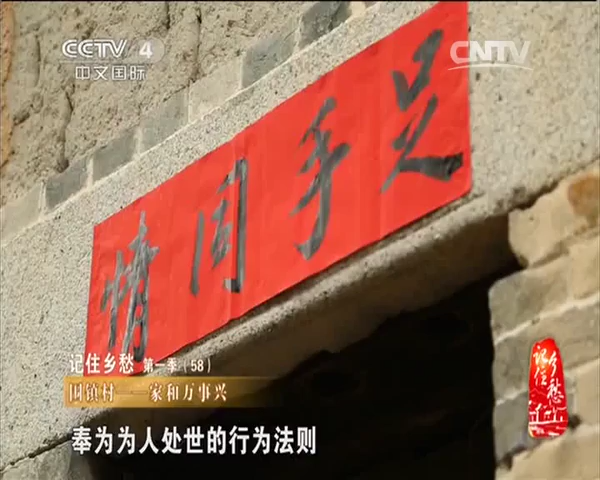 CCTV 4
中文国际
CNTV
情同手足
记住乡愁 第一季(58)
国镇村——家和万事兴
奉为为人处世的行为法则
记住乡愁